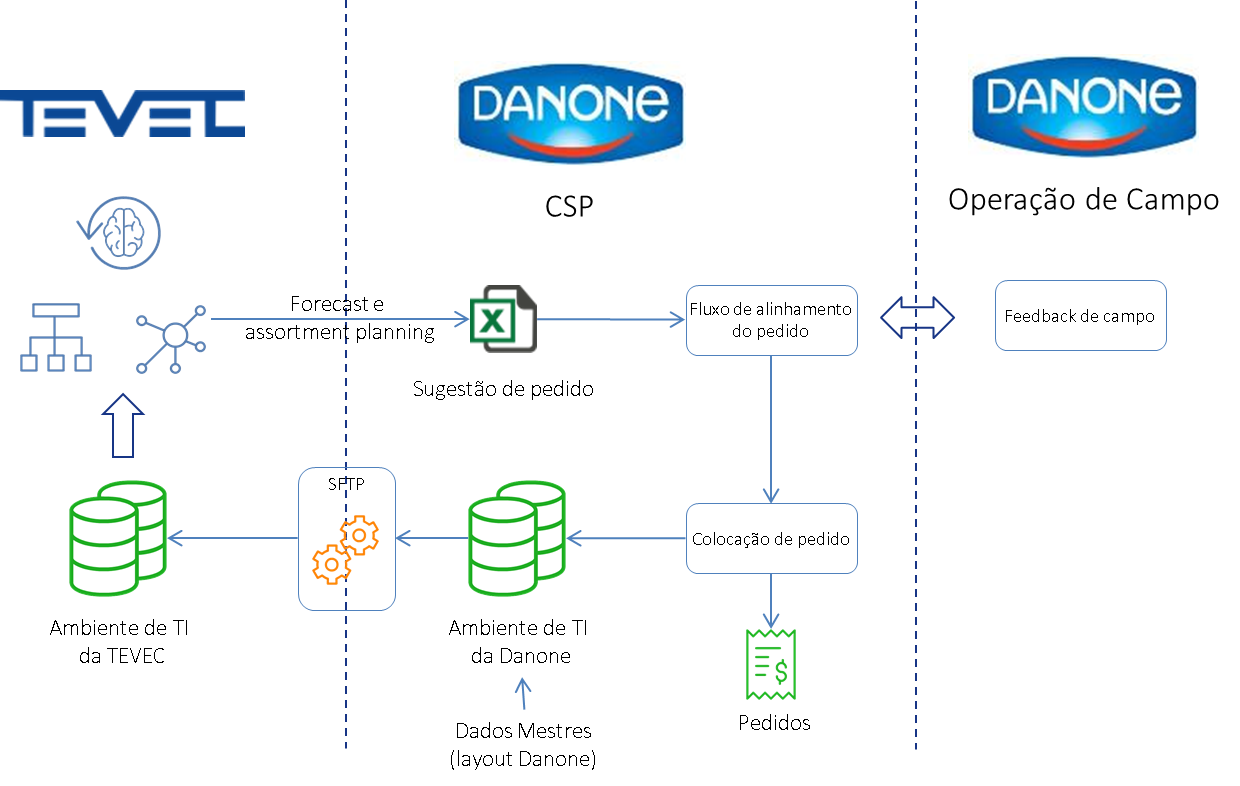 TEVEC
DANONE
DANONE
CSP
Operação de Campo
Forecast e
assortment planning
X
Sugestão de pedido
Fluxo de alinhamento
do pedido
Feedback de campo
SFTP
Colocação de pedido
Ambiente de TI
da TEVEC
Ambiente de TI
da Danone
$
Pedidos
Dados Mestres
(layout Danone)